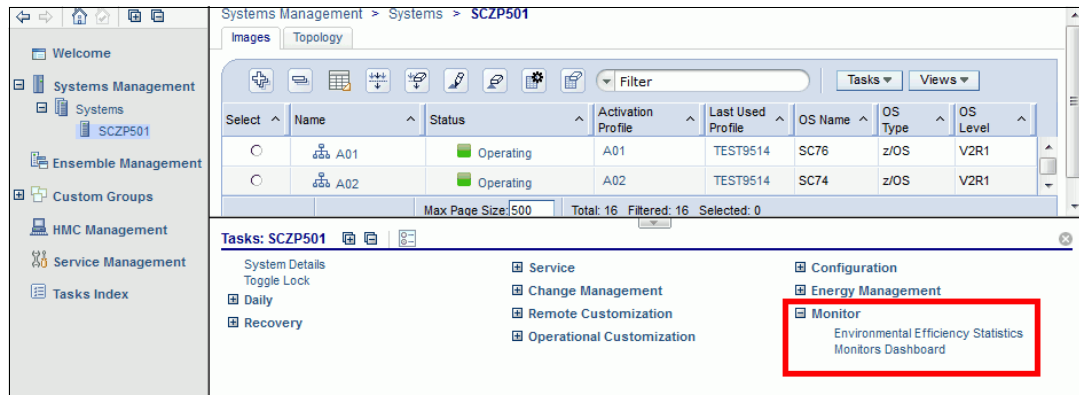 Systems Management > Systems > SCZP501
Images Topology
Welcome
Systems Management
Systems
SCZP501
Ensemble Management
Custom Groups
HMC Management
Service Management
Tasks Index
Filter Tasks Views
Select Name Status Activation Profile Last Used Profile OS Name OS Type OS Level
A01 Operating A01 TEST9514 SC76 z/OS V2R1
A02 Operating A02 TEST9514 SC74 z/OS V2R1
Max Page Size: 500 Total: 16 Filtered: 16 Selected: 0
Tasks: SCZP501
System Details
Toggle Lock
Daily
Recovery
Service
Change Management
Remote Customization
Operational Customization
Configuration
Energy Management
Monitor
Environmental Efficiency Statistics
Monitors Dashboard